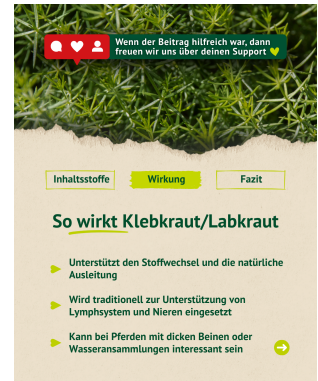 Wenn der Beitrag hilfreich war, dann
freuen wir uns über deinen Support
Inhaltsstoffe
Wirkung
Fazit
So wirkt Klebkraut/Labkraut
Unterstützt den Stoffwechsel und die natürliche
Ausleitung
Wird traditionell zur Unterstützung von
Lymphsystem und Nieren eingesetzt
Kann bei Pferden mit dicken Beinen oder
Wasseransammlungen interessant sein